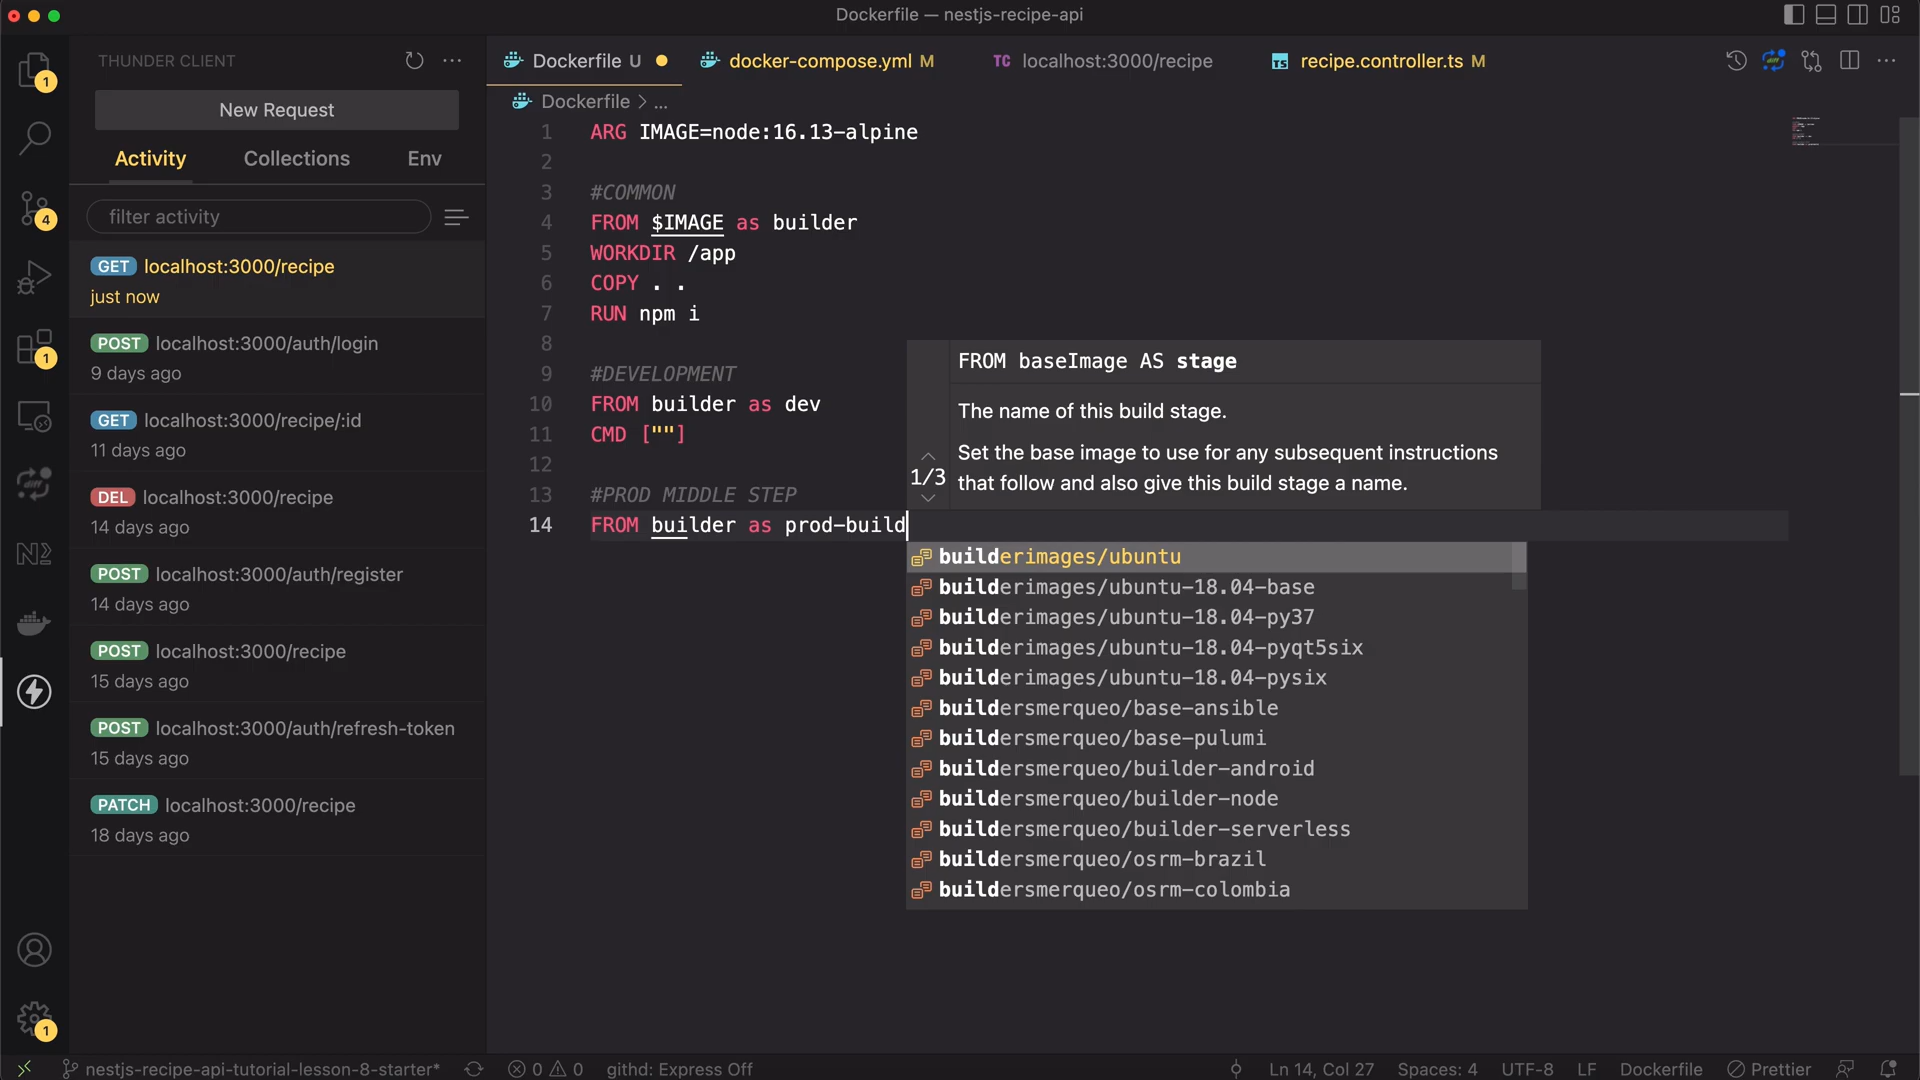 Dockerfile — nestjs-recipe-api
THUNDER CLIENT
New Request
Activity Collections Env
filter activity
GET localhost:3000/recipe
just now
POST localhost:3000/auth/login
9 days ago
GET localhost:3000/recipe/:id
11 days ago
DEL localhost:3000/recipe
14 days ago
POST localhost:3000/auth/register
14 days ago
POST localhost:3000/recipe
15 days ago
POST localhost:3000/auth/refresh-token
15 days ago
PATCH localhost:3000/recipe
18 days ago
1
4
1
1
Dockerfile U docker-compose.yml M TC localhost:3000/recipe TS recipe.controller.ts M
Dockerfile > ...
1 ARG IMAGE=node:16.13-alpine
2
3 #COMMON
4 FROM $IMAGE as builder
5 WORKDIR /app
6 COPY . .
7 RUN npm i
8
9 #DEVELOPMENT
10 FROM builder as dev
11 CMD [""]
12
13 #PROD MIDDLE STEP
14 FROM builder as prod-build
FROM baseImage AS stage
The name of this build stage.
Set the base image to use for any subsequent instructions
that follow and also give this build stage a name.
1/3
builderimages/ubuntu
builderimages/ubuntu-18.04-base
builderimages/ubuntu-18.04-py37
builderimages/ubuntu-18.04-pyqt5six
builderimages/ubuntu-18.04-pysix
buildersmerqueo/base-ansible
buildersmerqueo/base-pulumi
buildersmerqueo/builder-android
buildersmerqueo/builder-node
buildersmerqueo/builder-serverless
buildersmerqueo/osrm-brazil
buildersmerqueo/osrm-colombia
nestjs-recipe-api-tutorial-lesson-8-starter* 0 0 githd: Express Off Ln 14, Col 27 Spaces: 4 UTF-8 LF Dockerfile Prettier